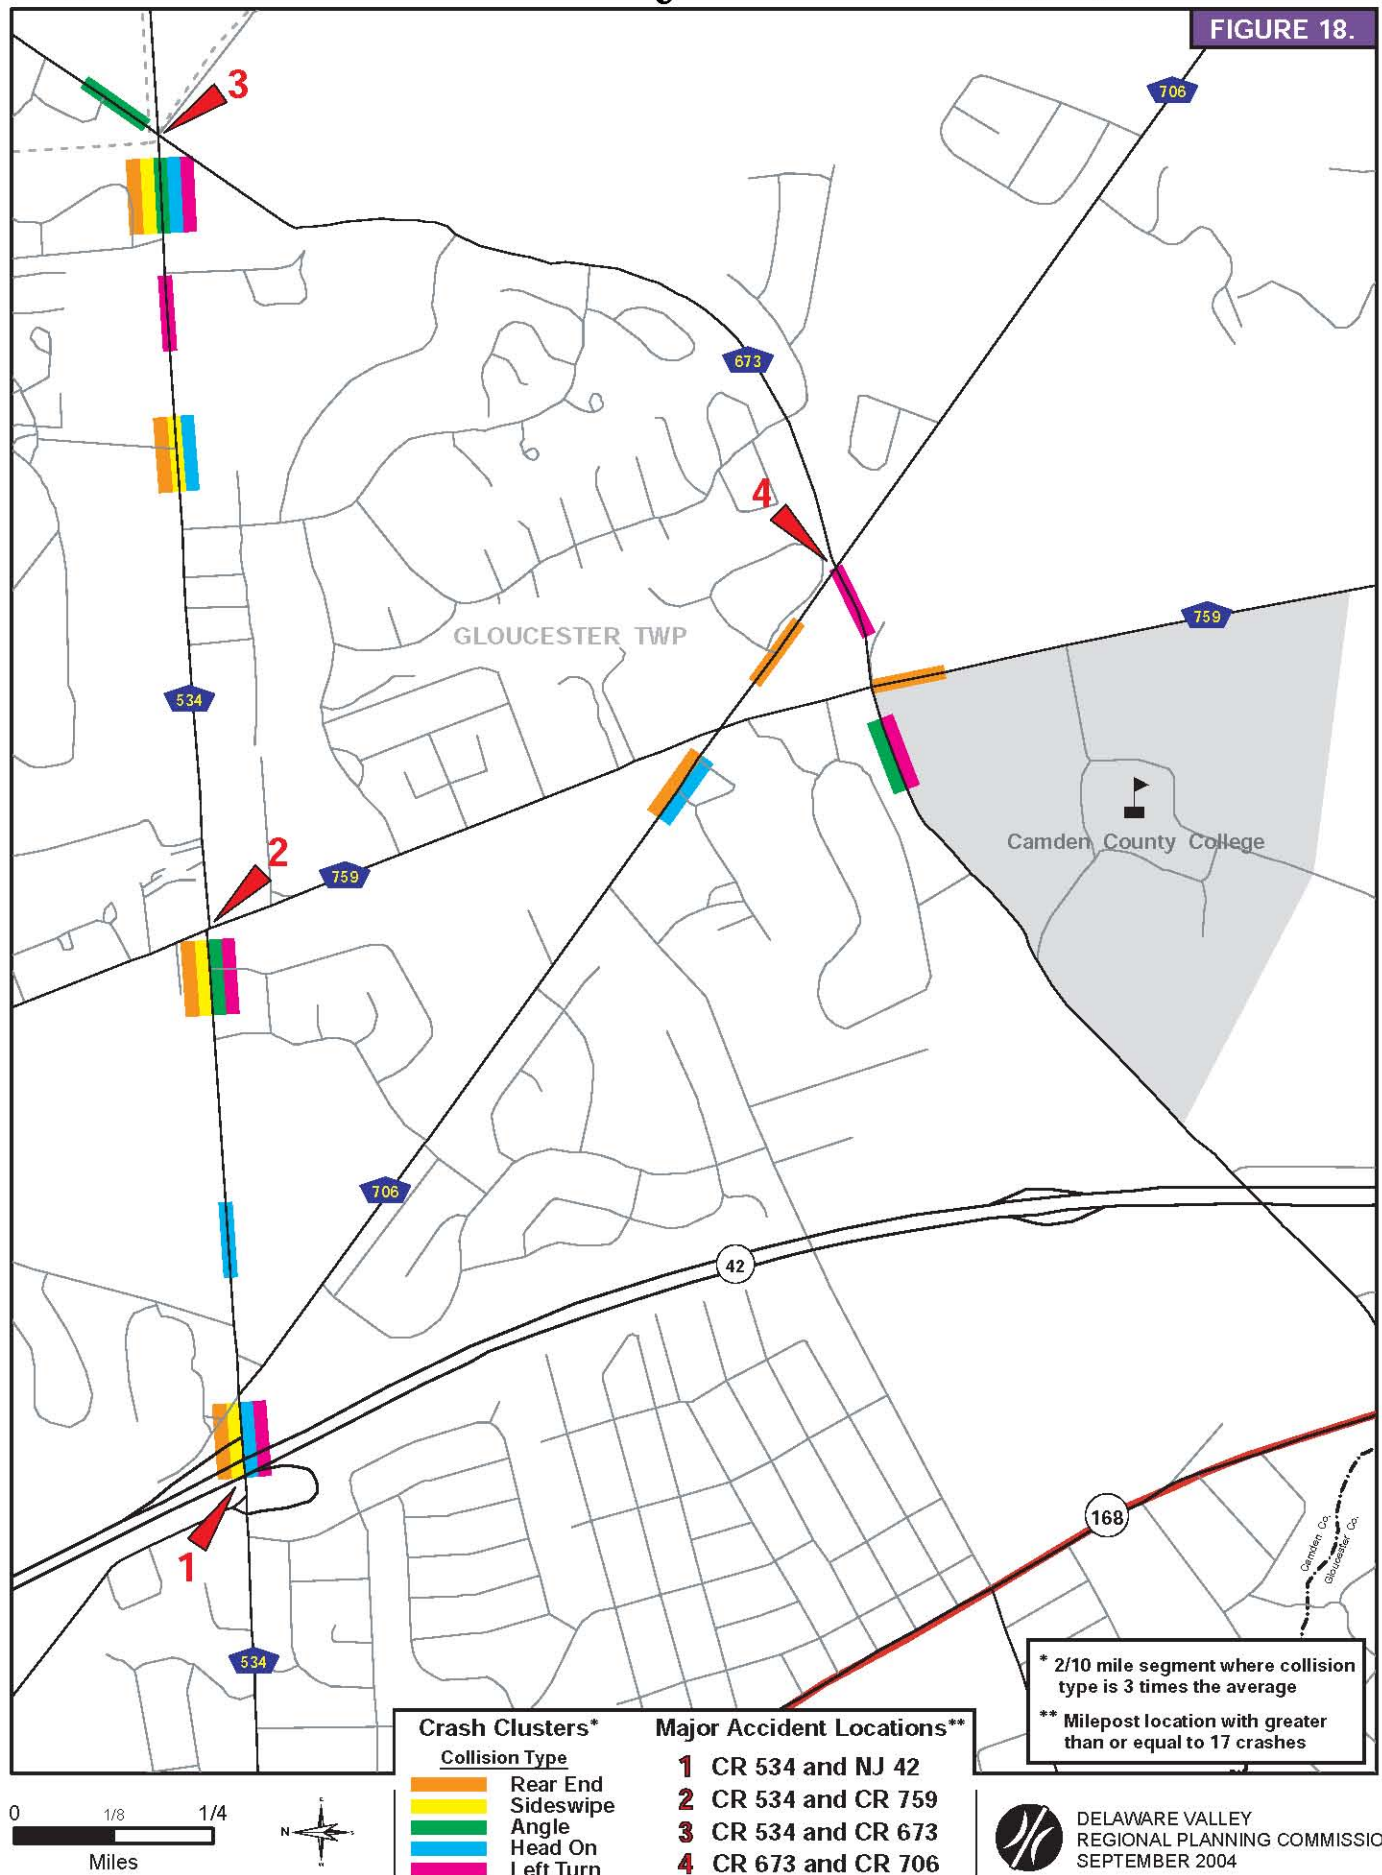 FIGURE 18.
3
706
673
4
759
GLOUCESTER TWP
534
Camden County College
2
759
706
42
1
168
Camden Co.
Gloucester Co.
534
* 2/10 mile segment where collision
type is 3 times the average
** Milepost location with greater
than or equal to 17 crashes
Crash Clusters*
Collision Type
Rear End
Sideswipe
Angle
Head On
Left Turn
Major Accident Locations**
1 CR 534 and NJ 42
2 CR 534 and CR 759
3 CR 534 and CR 673
4 CR 673 and CR 706
0 1/8 1/4
Miles
N
DELAWARE VALLEY
REGIONAL PLANNING COMMISSIO
SEPTEMBER 2004